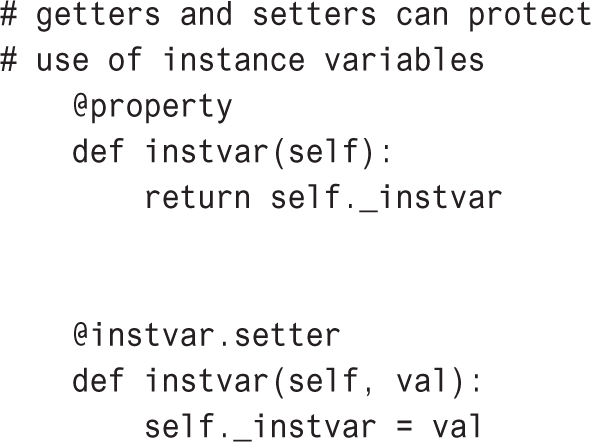 # getters and setters can protect
# use of instance variables
    @property
    def instvar(self):
        return self._instvar
    @instvar.setter
    def instvar(self, val):
        self._instvar = val